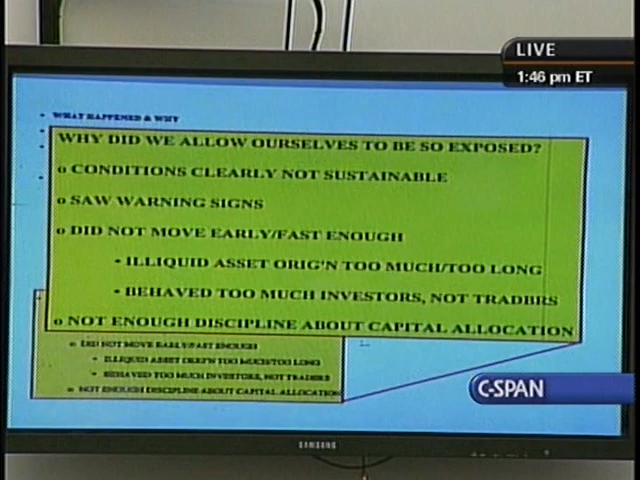 LIVE
1:46 pm ET
• WHAT HAPPENED & WHY
WHY DID WE ALLOW OURSELVES TO BE SO EXPOSED?
o CONDITIONS CLEARLY NOT SUSTAINABLE
o SAW WARNING SIGNS
o DID NOT MOVE EARLY/FAST ENOUGH
• ILLIQUID ASSET ORIG'N TOO MUCH/TOO LONG
• BEHAVED TOO MUCH INVESTORS, NOT TRADERS
o NOT ENOUGH DISCIPLINE ABOUT CAPITAL ALLOCATION
o DID NOT MOVE EARLY/FAST ENOUGH
• ILLIQUID ASSET ORIG'N TOO MUCH/TOO LONG
• BEHAVED TOO MUCH INVESTORS, NOT TRADERS
o NOT ENOUGH DISCIPLINE ABOUT CAPITAL ALLOCATION
C-SPAN
SAMSUNG